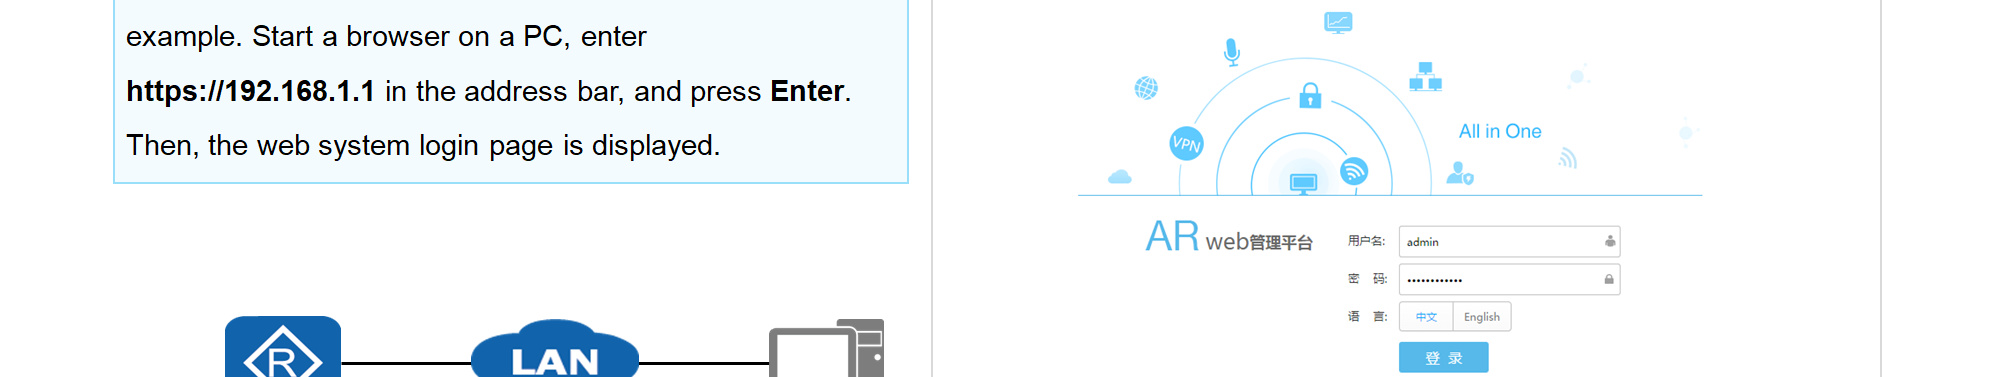 example. Start a browser on a PC, enter
https://192.168.1.1 in the address bar, and press Enter.
Then, the web system login page is displayed.
R
LAN
VPN
All in One
AR web管理平台
用户名: admin
密 码: ••••••••••••
语 言: 中文 English
登 录